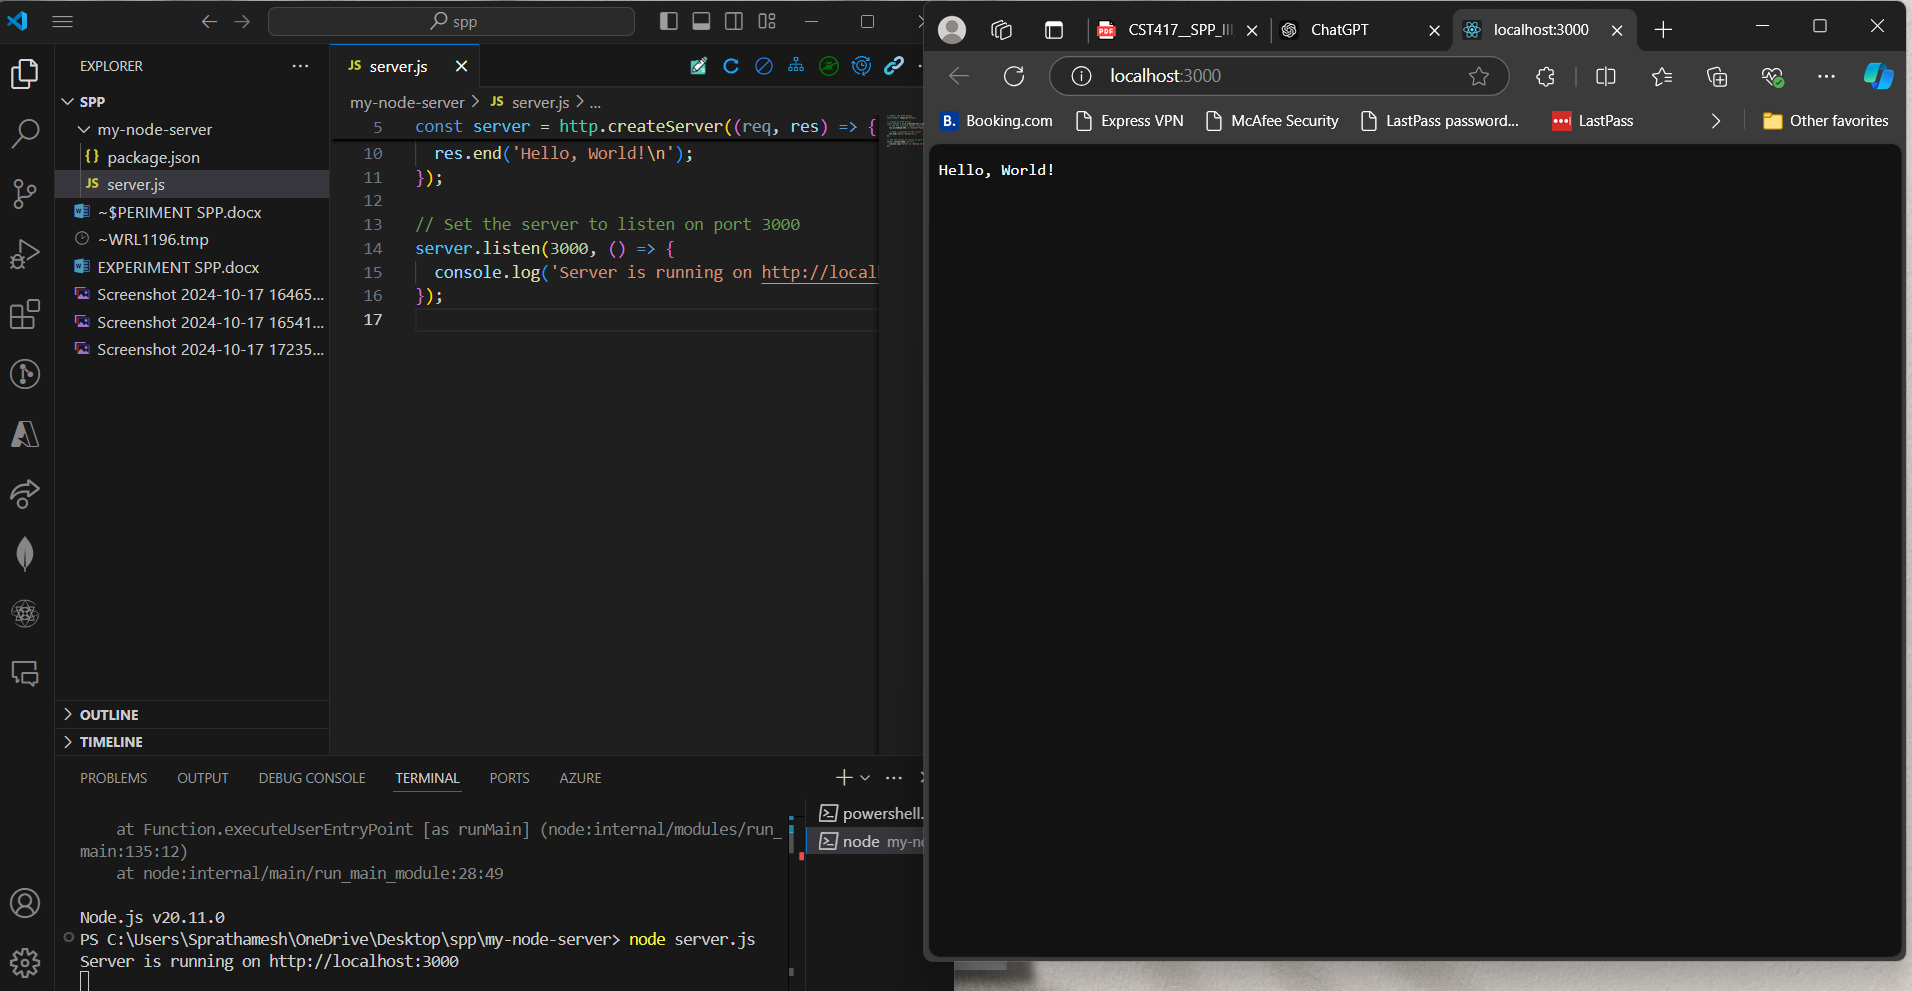 spp
EXPLORER
SPP
my-node-server
{} package.json
JS server.js
~$PERIMENT SPP.docx
~WRL1196.tmp
EXPERIMENT SPP.docx
Screenshot 2024-10-17 16465...
Screenshot 2024-10-17 16541...
Screenshot 2024-10-17 17235...
OUTLINE
TIMELINE
JS server.js
my-node-server > JS server.js > ...
5 const server = http.createServer((req, res) => {
10 res.end('Hello, World!\n');
11 });
12
13 // Set the server to listen on port 3000
14 server.listen(3000, () => {
15 console.log('Server is running on http://local
16 });
17
PROBLEMS OUTPUT DEBUG CONSOLE TERMINAL PORTS AZURE
at Function.executeUserEntryPoint [as runMain] (node:internal/modules/run_
main:135:12)
at node:internal/main/run_main_module:28:49
Node.js v20.11.0
PS C:\Users\Sprathamesh\OneDrive\Desktop\spp\my-node-server> node server.js
Server is running on http://localhost:3000
powershell.
node my-no
PDF CST417__SPP_
ChatGPT
localhost:3000
localhost:3000
B. Booking.com Express VPN McAfee Security LastPass password... LastPass Other favorites
Hello, World!